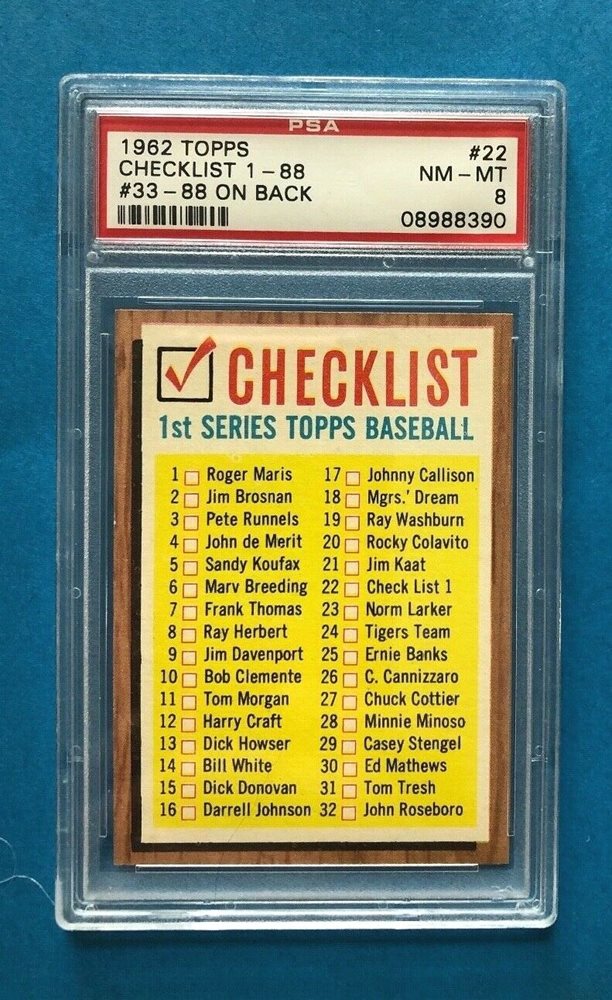 PSA
1962 TOPPS #22
CHECKLIST 1-88 NM-MT
#33-88 ON BACK 8
08988390
CHECKLIST
1st SERIES TOPPS BASEBALL
1 Roger Maris
2 Jim Brosnan
3 Pete Runnels
4 John de Merit
5 Sandy Koufax
6 Marv Breeding
7 Frank Thomas
8 Ray Herbert
9 Jim Davenport
10 Bob Clemente
11 Tom Morgan
12 Harry Craft
13 Dick Howser
14 Bill White
15 Dick Donovan
16 Darrell Johnson
17 Johnny Callison
18 Mgrs.' Dream
19 Ray Washburn
20 Rocky Colavito
21 Jim Kaat
22 Check List 1
23 Norm Larker
24 Tigers Team
25 Ernie Banks
26 C. Cannizzaro
27 Chuck Cottier
28 Minnie Minoso
29 Casey Stengel
30 Ed Mathews
31 Tom Tresh
32 John Roseboro